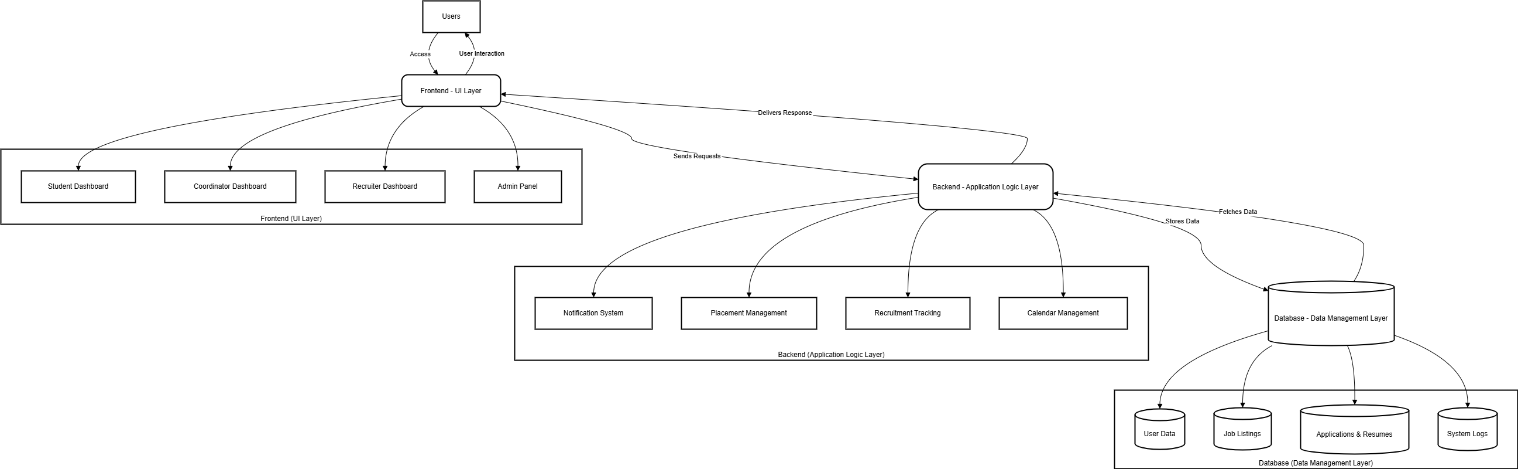 Users
Access
User Interaction
Frontend - UI Layer
Delivers Response
Sends Requests
Student Dashboard
Coordinator Dashboard
Recruiter Dashboard
Admin Panel
Frontend (UI Layer)
Backend - Application Logic Layer
Fetches Data
Stores Data
Notification System
Placement Management
Recruitment Tracking
Calendar Management
Backend (Application Logic Layer)
Database - Data Management Layer
User Data
Job Listings
Applications & Resumes
System Logs
Database (Data Management Layer)